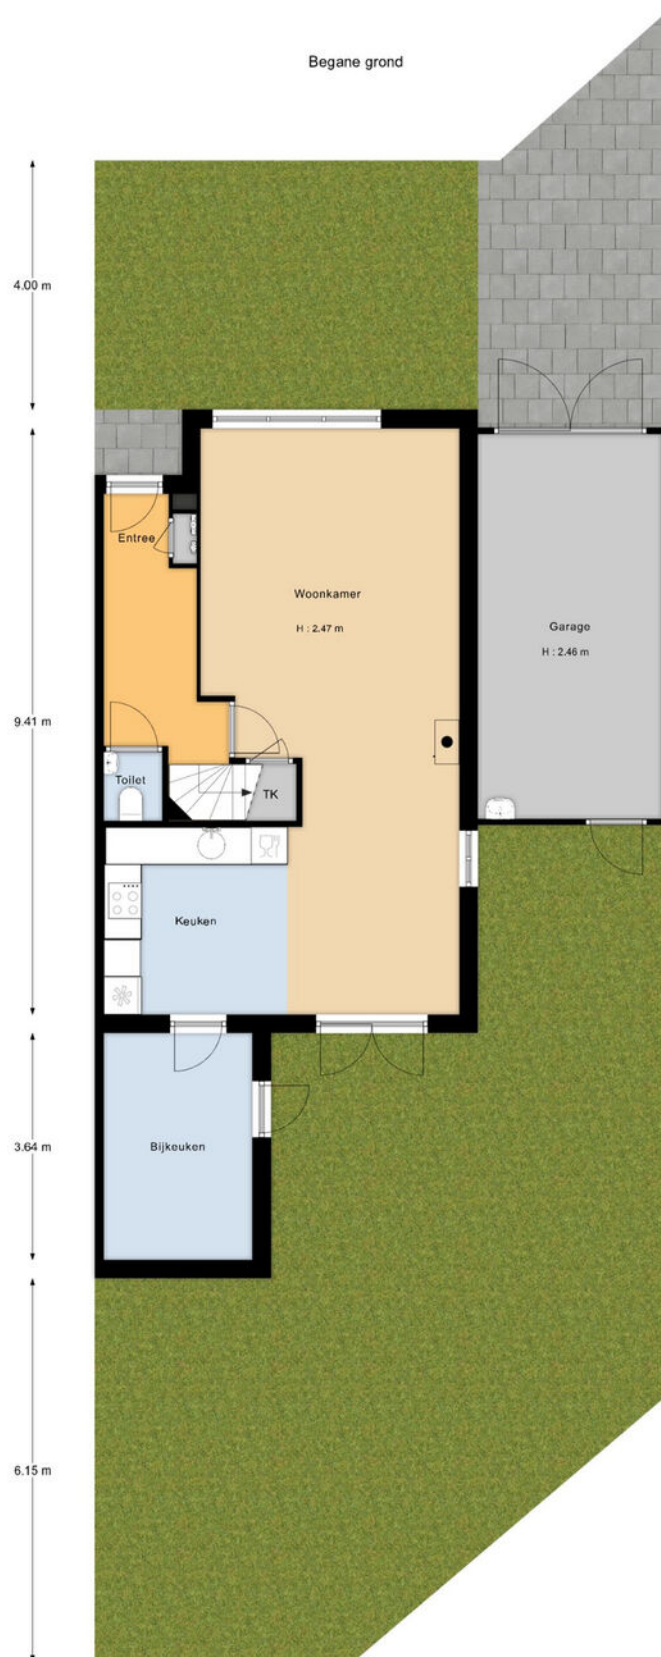 Begane grond
4.00 m
Entree
Woonkamer
H : 2.47 m
Garage
H : 2.46 m
9.41 m
Toilet
TK
Keuken
3.64 m
Bijkeuken
6.15 m